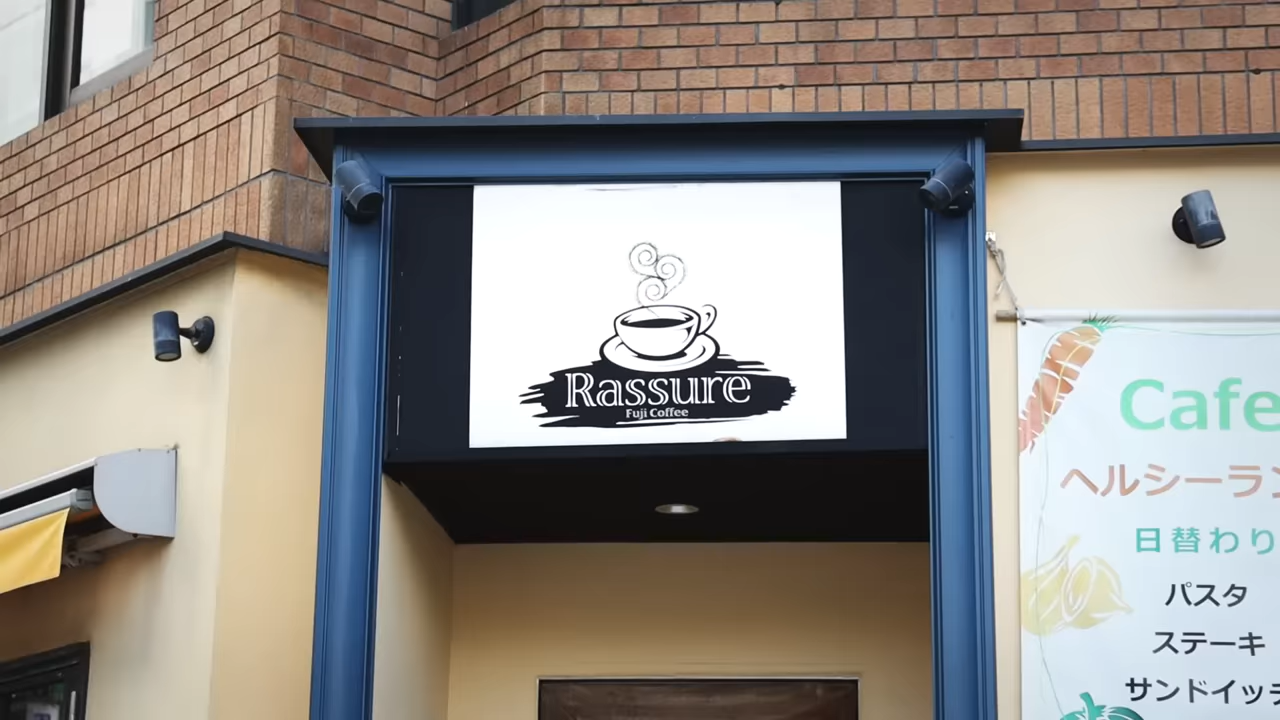 Rassure
Fuji Coffee
Cafe
ヘルシーラン
日替わり
パスタ
ステーキ
サンドイッチ